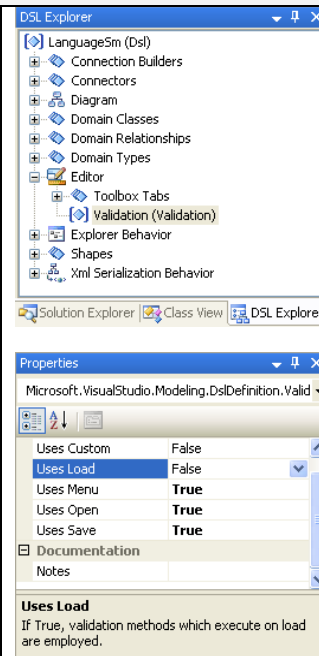 DSL Explorer
LanguageSm (Dsl)
Connection Builders
Connectors
Diagram
Domain Classes
Domain Relationships
Domain Types
Editor
Toolbox Tabs
Validation (Validation)
Explorer Behavior
Shapes
Xml Serialization Behavior
Solution Explorer Class View DSL Explore
Properties
Microsoft.VisualStudio.Modeling.DslDefinition.Valid
Uses Custom False
Uses Load False
Uses Menu True
Uses Open True
Uses Save True
Documentation
Notes
Uses Load
If True, validation methods which execute on load
are employed.